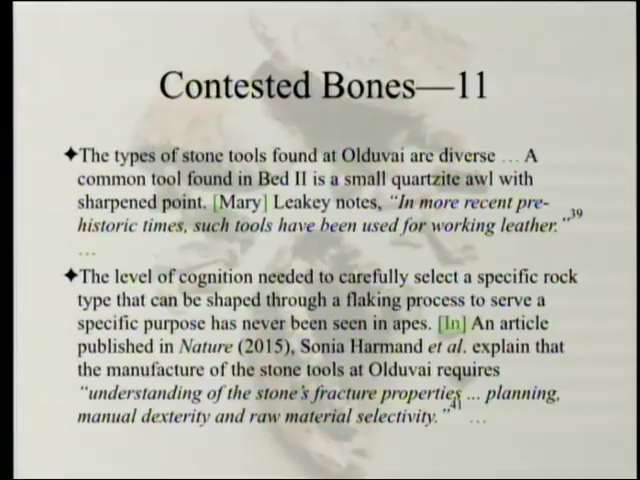 Contested Bones—11
✦The types of stone tools found at Olduvai are diverse … A
common tool found in Bed II is a small quartzite awl with
sharpened point. [Mary] Leakey notes, “In more recent pre-
historic times, such tools have been used for working leather.”39
…
✦The level of cognition needed to carefully select a specific rock
type that can be shaped through a flaking process to serve a
specific purpose has never been seen in apes. [In] An article
published in Nature (2015), Sonia Harmand et al. explain that
the manufacture of the stone tools at Olduvai requires
“understanding of the stone’s fracture properties ... planning,
manual dexterity and raw material selectivity.”41 …